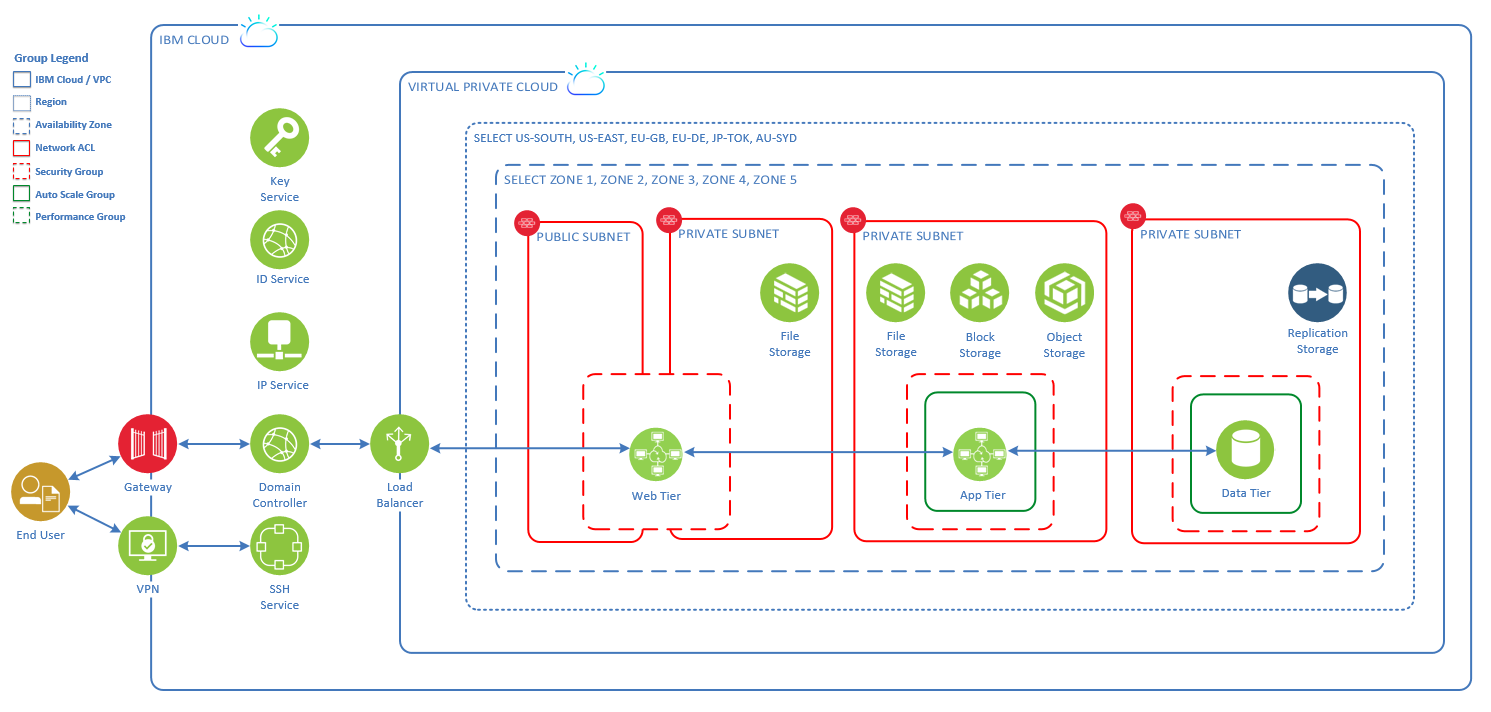 IBM CLOUD
Group Legend
IBM Cloud / VPC
Region
Availability Zone
Network ACL
Security Group
Auto Scale Group
Performance Group
VIRTUAL PRIVATE CLOUD
SELECT US-SOUTH, US-EAST, EU-GB, EU-DE, JP-TOK, AU-SYD
SELECT ZONE 1, ZONE 2, ZONE 3, ZONE 4, ZONE 5
PUBLIC SUBNET
PRIVATE SUBNET
PRIVATE SUBNET
PRIVATE SUBNET
Key
Service
ID Service
IP Service
File
Storage
File
Storage
Block
Storage
Object
Storage
Replication
Storage
Gateway
Domain
Controller
Load
Balancer
Web Tier
App Tier
Data Tier
End User
VPN
SSH
Service